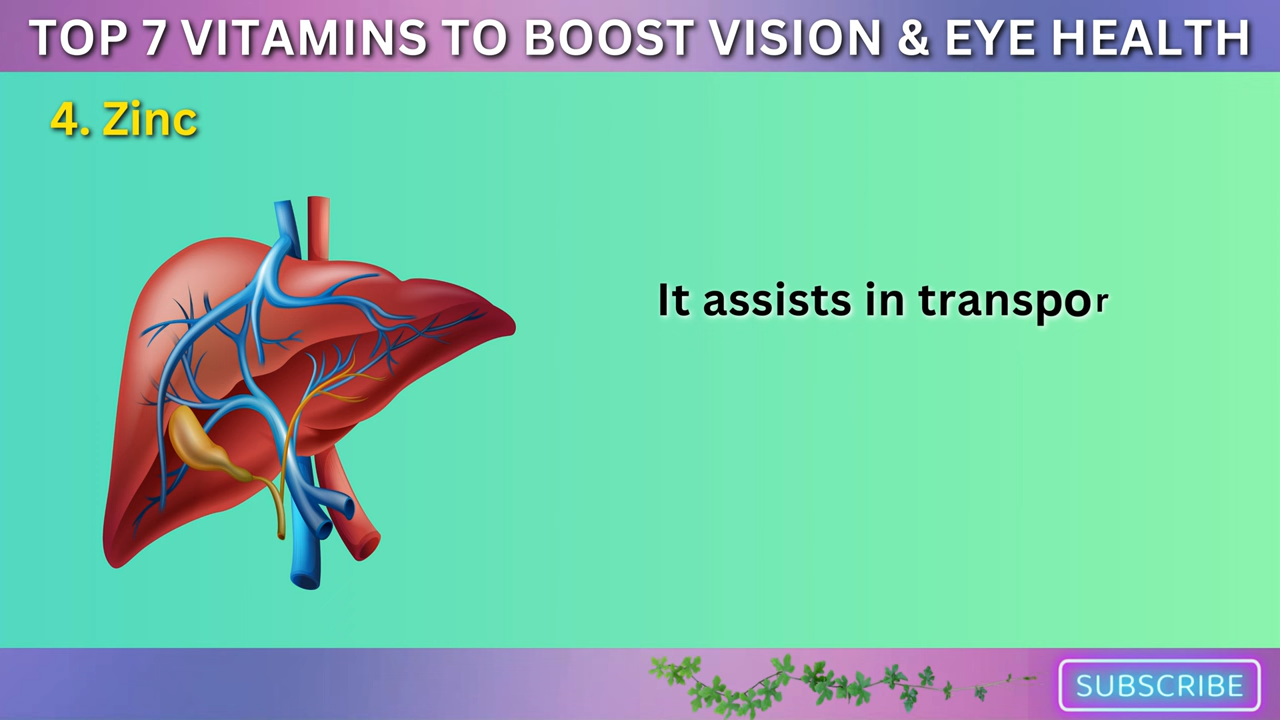 TOP 7 VITAMINS TO BOOST VISION & EYE HEALTH
4. Zinc
It assists in transpor
SUBSCRIBE